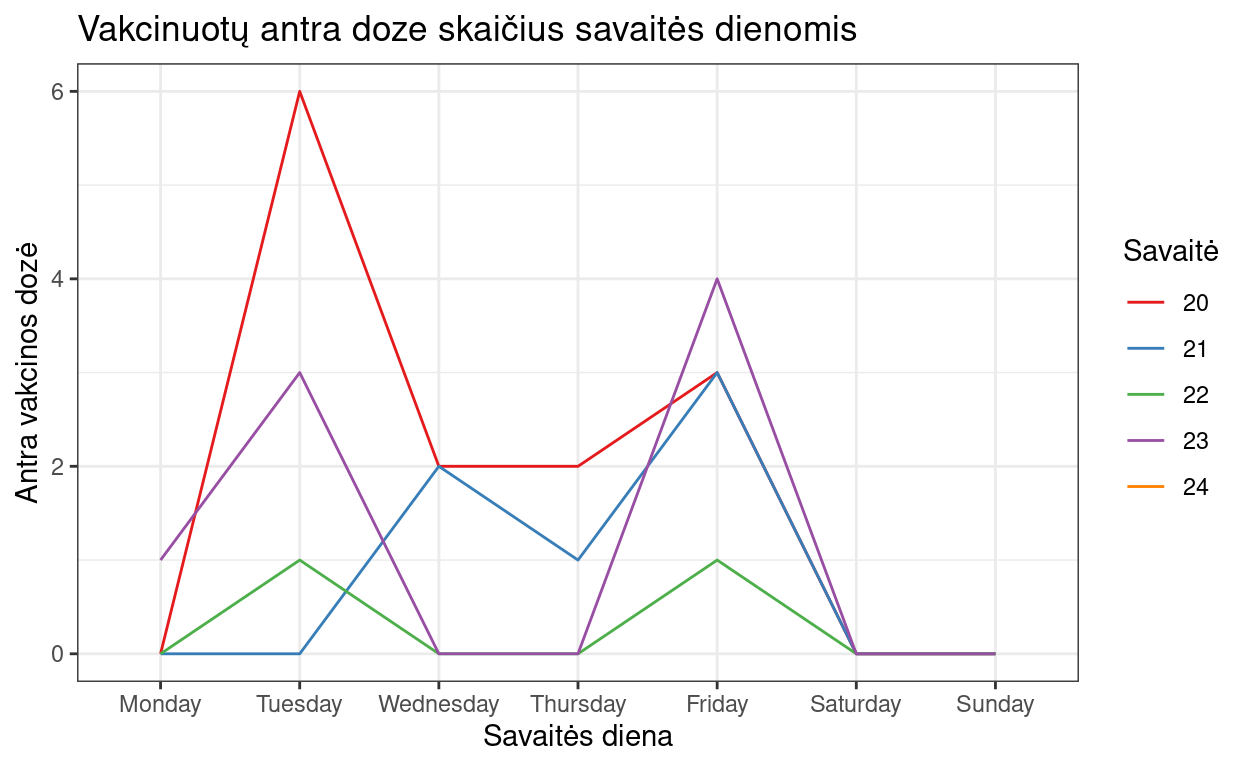 Vakcinuotų antra doze skaičius savaitės dienomis
Antra vakcinos dozė
6
4
2
0
Monday Tuesday Wednesday Thursday Friday Saturday Sunday
Savaitės diena
Savaitė
20
21
22
23
24